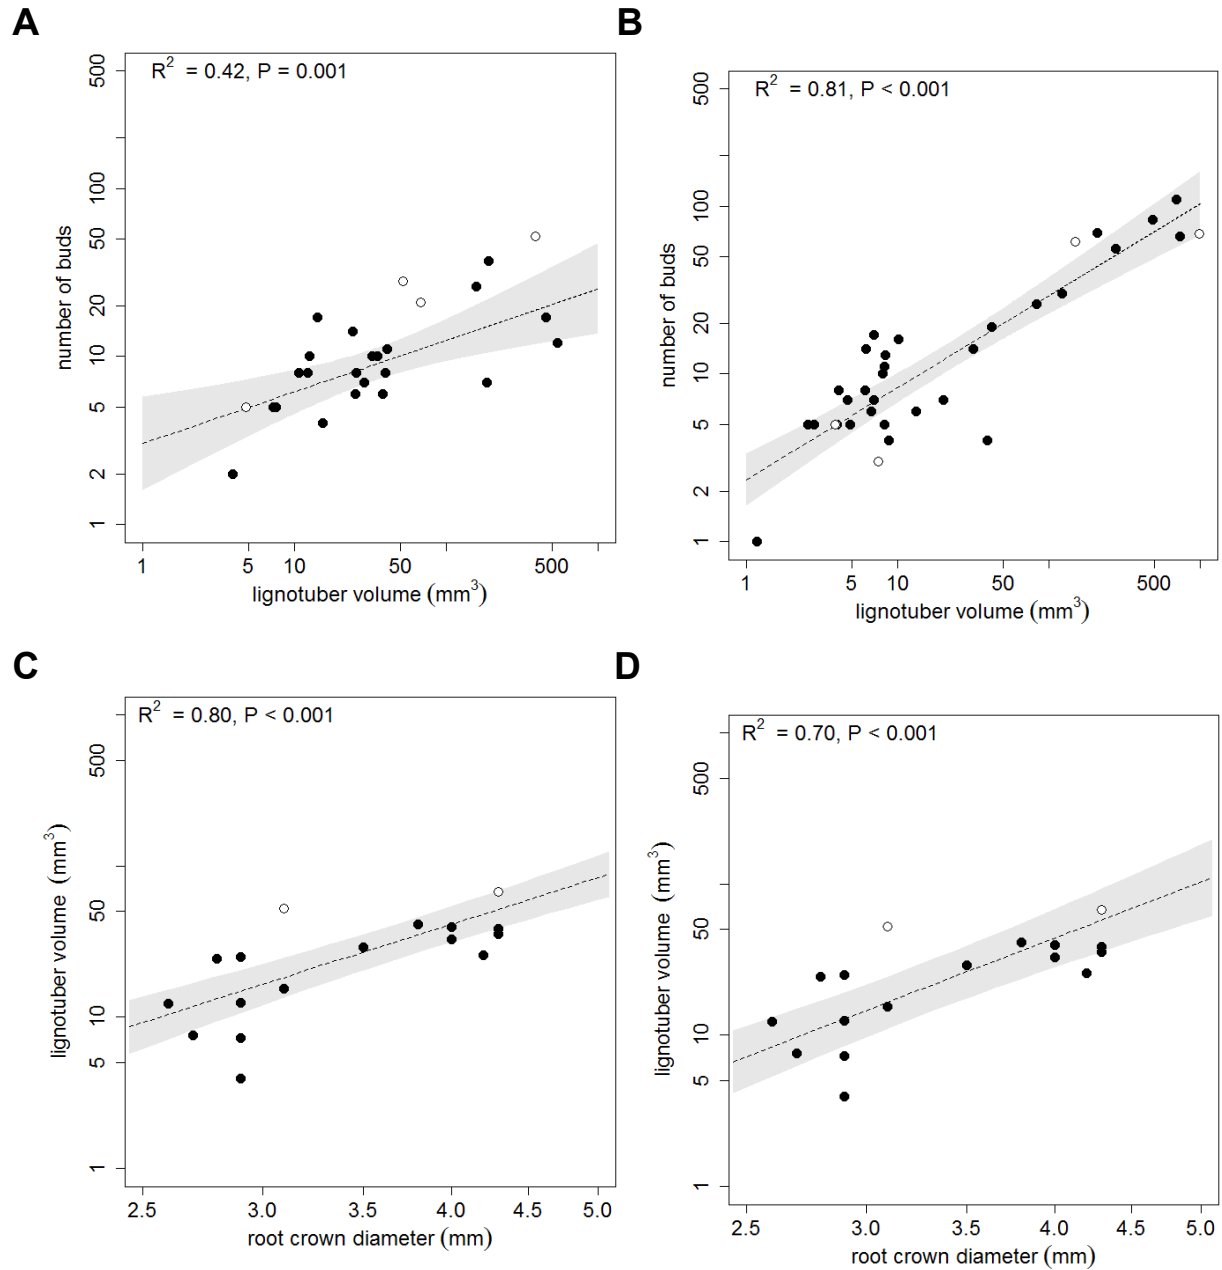 A
R² = 0.42, P = 0.001
number of buds
500
100
50
20
10
5
2
1
1 5 10 50 500
lignotuber volume (mm³)
B
R² = 0.81, P < 0.001
number of buds
500
100
50
20
10
5
2
1
1 5 10 50 500
lignotuber volume (mm³)
C
R² = 0.80, P < 0.001
lignotuber volume (mm³)
500
50
10
5
1
2.5 3.0 3.5 4.0 4.5 5.0
root crown diameter (mm)
D
R² = 0.70, P < 0.001
lignotuber volume (mm³)
500
50
10
5
1
2.5 3.0 3.5 4.0 4.5 5.0
root crown diameter (mm)